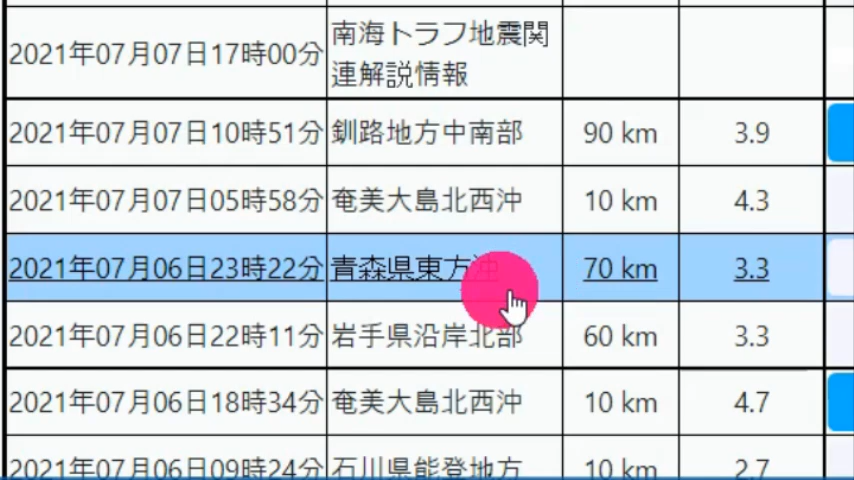 2021年07月07日17時00分 南海トラフ地震関
連解説情報
2021年07月07日10時51分 釧路地方中南部 90 km 3.9
2021年07月07日05時58分 奄美大島北西沖 10 km 4.3
2021年07月06日23時22分 青森県東方沖 70 km 3.3
2021年07月06日22時11分 岩手県沿岸北部 60 km 3.3
2021年07月06日18時34分 奄美大島北西沖 10 km 4.7
2021年07月06日09時24分 石川県能登地方 10 km 2.7